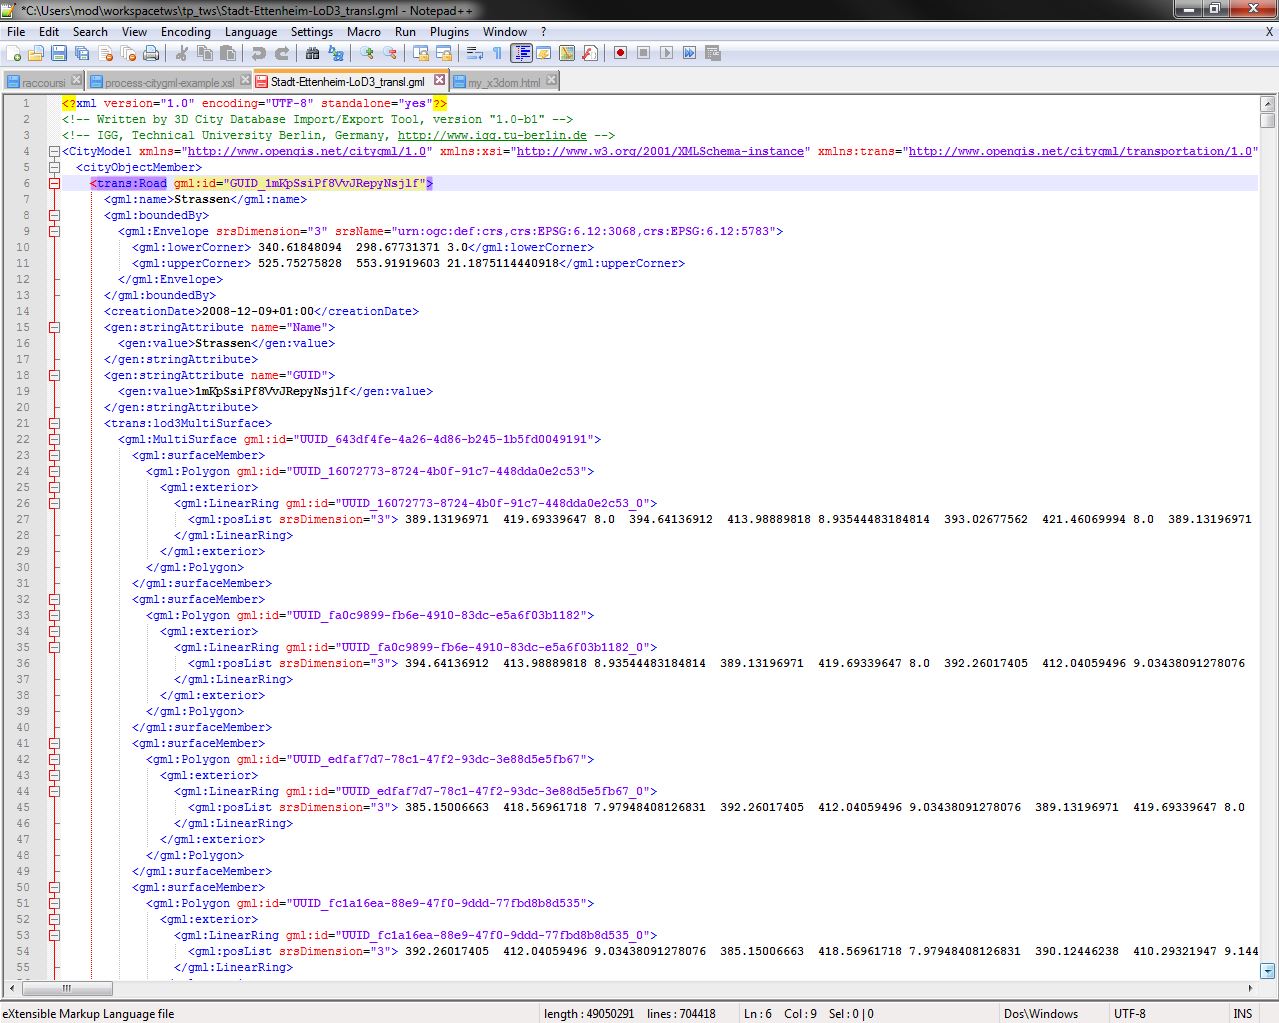 *C:\Users\mod\workspacetws\tp_tws\Stadt-Ettenheim-LoD3_transl.gml - Notepad++
File Edit Search View Encoding Language Settings Macro Run Plugins Window ? X
raccoursi process-citygml-example.xsl Stadt-Ettenheim-LoD3_transl.gml my_x3dom.html
1 <?xml version="1.0" encoding="UTF-8" standalone="yes"?>
2 <!-- Written by 3D City Database Import/Export Tool, version "1.0-b1" -->
3 <!-- IGG, Technical University Berlin, Germany, http://www.igg.tu-berlin.de -->
4 <CityModel xmlns="http://www.opengis.net/citygml/1.0" xmlns:xsi="http://www.w3.org/2001/XMLSchema-instance" xmlns:trans="http://www.opengis.net/citygml/transportation/1.0"
5 <cityObjectMember>
6 <trans:Road gml:id="GUID_1mKpSsiPf8VvJRepyNsjlf">
7 <gml:name>Strassen</gml:name>
8 <gml:boundedBy>
9 <gml:Envelope srsDimension="3" srsName="urn:ogc:def:crs,crs:EPSG:6.12:3068,crs:EPSG:6.12:5783">
10 <gml:lowerCorner> 340.61848094 298.67731371 3.0</gml:lowerCorner>
11 <gml:upperCorner> 525.75275828 553.91919603 21.1875114440918</gml:upperCorner>
12 </gml:Envelope>
13 </gml:boundedBy>
14 <creationDate>2008-12-09+01:00</creationDate>
15 <gen:stringAttribute name="Name">
16 <gen:value>Strassen</gen:value>
17 </gen:stringAttribute>
18 <gen:stringAttribute name="GUID">
19 <gen:value>1mKpSsiPf8VvJRepyNsjlf</gen:value>
20 </gen:stringAttribute>
21 <trans:lod3MultiSurface>
22 <gml:MultiSurface gml:id="UUID_643df4fe-4a26-4d86-b245-1b5fd0049191">
23 <gml:surfaceMember>
24 <gml:Polygon gml:id="UUID_16072773-8724-4b0f-91c7-448dda0e2c53">
25 <gml:exterior>
26 <gml:LinearRing gml:id="UUID_16072773-8724-4b0f-91c7-448dda0e2c53_0">
27 <gml:posList srsDimension="3"> 389.13196971 419.69339647 8.0 394.64136912 413.98889818 8.93544483184814 393.02677562 421.46069994 8.0 389.13196971
28 </gml:LinearRing>
29 </gml:exterior>
30 </gml:Polygon>
31 </gml:surfaceMember>
32 <gml:surfaceMember>
33 <gml:Polygon gml:id="UUID_fa0c9899-fb6e-4910-83dc-e5a6f03b1182">
34 <gml:exterior>
35 <gml:LinearRing gml:id="UUID_fa0c9899-fb6e-4910-83dc-e5a6f03b1182_0">
36 <gml:posList srsDimension="3"> 394.64136912 413.98889818 8.93544483184814 389.13196971 419.69339647 8.0 392.26017405 412.04059496 9.03438091278076
37 </gml:LinearRing>
38 </gml:exterior>
39 </gml:Polygon>
40 </gml:surfaceMember>
41 <gml:surfaceMember>
42 <gml:Polygon gml:id="UUID_edfaf7d7-78c1-47f2-93dc-3e88d5e5fb67">
43 <gml:exterior>
44 <gml:LinearRing gml:id="UUID_edfaf7d7-78c1-47f2-93dc-3e88d5e5fb67_0">
45 <gml:posList srsDimension="3"> 385.15006663 418.56961718 7.97948408126831 392.26017405 412.04059496 9.03438091278076 389.13196971 419.69339647 8.0
46 </gml:LinearRing>
47 </gml:exterior>
48 </gml:Polygon>
49 </gml:surfaceMember>
50 <gml:surfaceMember>
51 <gml:Polygon gml:id="UUID_fc1a16ea-88e9-47f0-9ddd-77fbd8b8d535">
52 <gml:exterior>
53 <gml:LinearRing gml:id="UUID_fc1a16ea-88e9-47f0-9ddd-77fbd8b8d535_0">
54 <gml:posList srsDimension="3"> 392.26017405 412.04059496 9.03438091278076 385.15006663 418.56961718 7.97948408126831 390.12446238 410.29321947 9.144
55 </gml:LinearRing>
eXtensible Markup Language file length : 49050291 lines : 704418 Ln : 6 Col : 9 Sel : 0 | 0 Dos\Windows UTF-8 INS